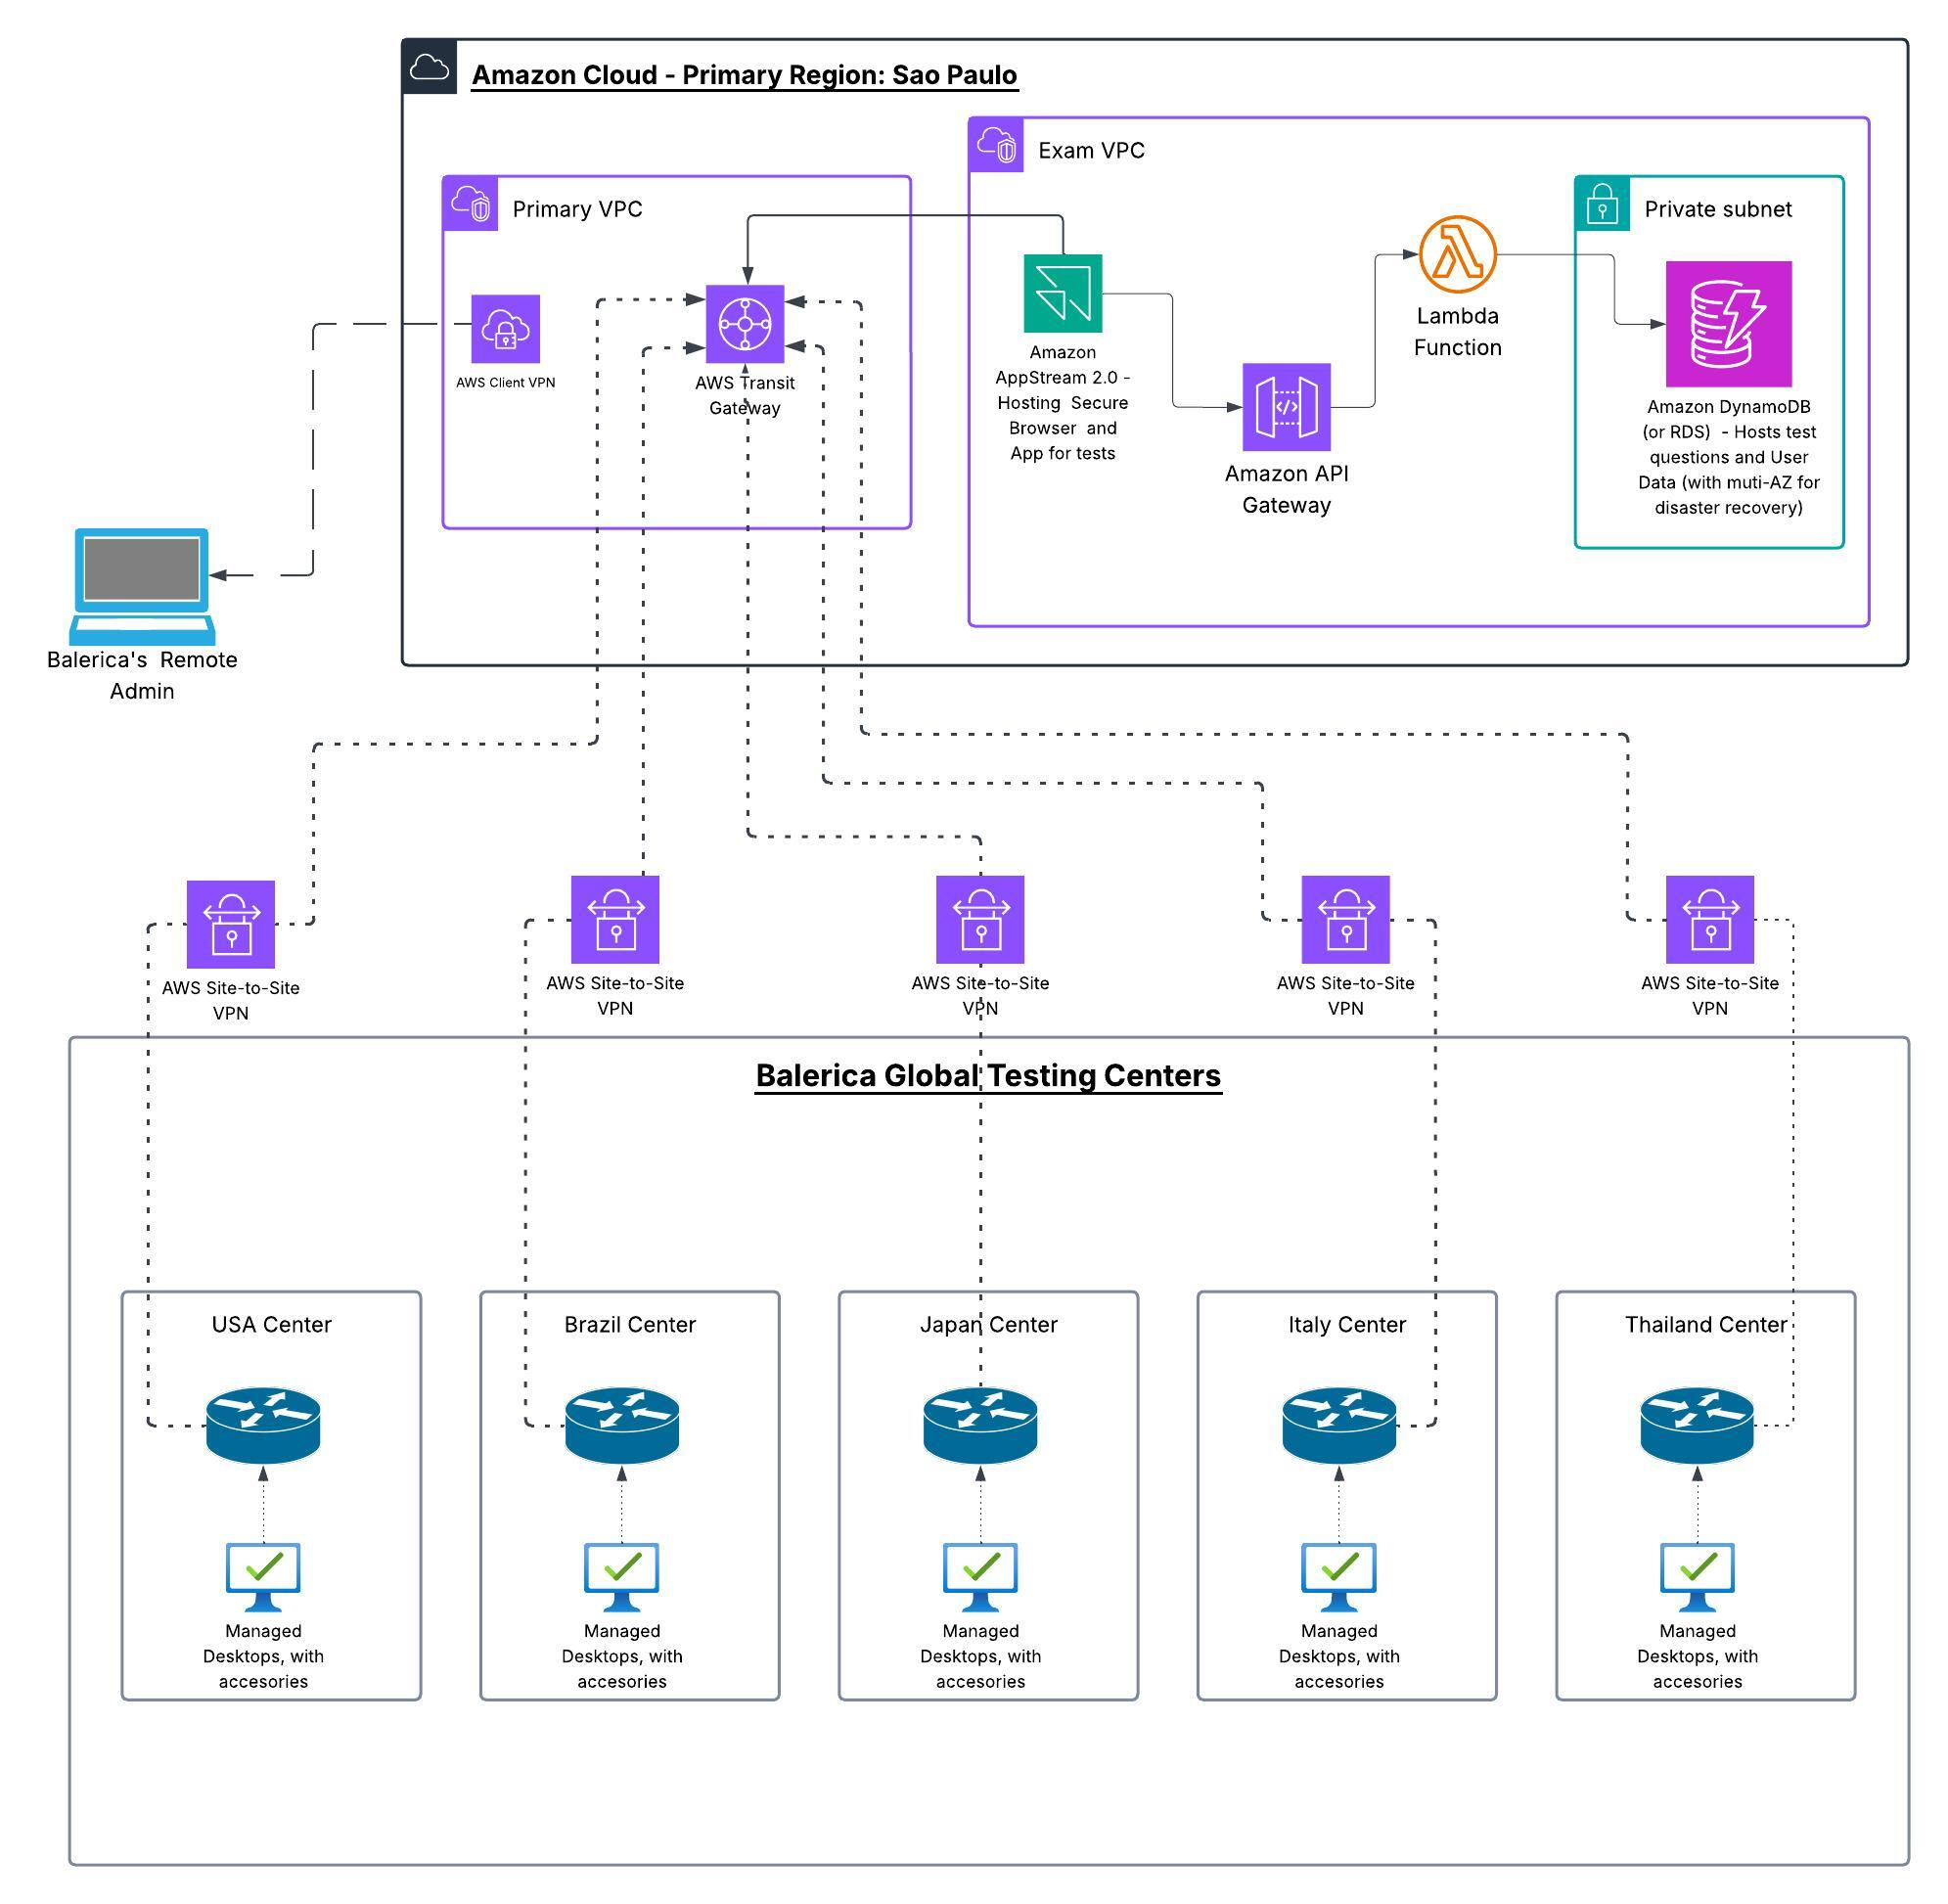 Amazon Cloud - Primary Region: Sao Paulo
Exam VPC
Primary VPC
Private subnet
AWS Client VPN
AWS Transit
Gateway
Amazon
AppStream 2.0 -
Hosting Secure
Browser and
App for tests
Amazon API
Gateway
Lambda
Function
Amazon DynamoDB
(or RDS) - Hosts test
questions and User
Data (with muti-AZ for
disaster recovery)
Balerica's Remote
Admin
AWS Site-to-Site
VPN
AWS Site-to-Site
VPN
AWS Site-to-Site
VPN
AWS Site-to-Site
VPN
AWS Site-to-Site
VPN
Balerica Global Testing Centers
USA Center
Brazil Center
Japan Center
Italy Center
Thailand Center
Managed
Desktops, with
accesories
Managed
Desktops, with
accesories
Managed
Desktops, with
accesories
Managed
Desktops, with
accesories
Managed
Desktops, with
accesories